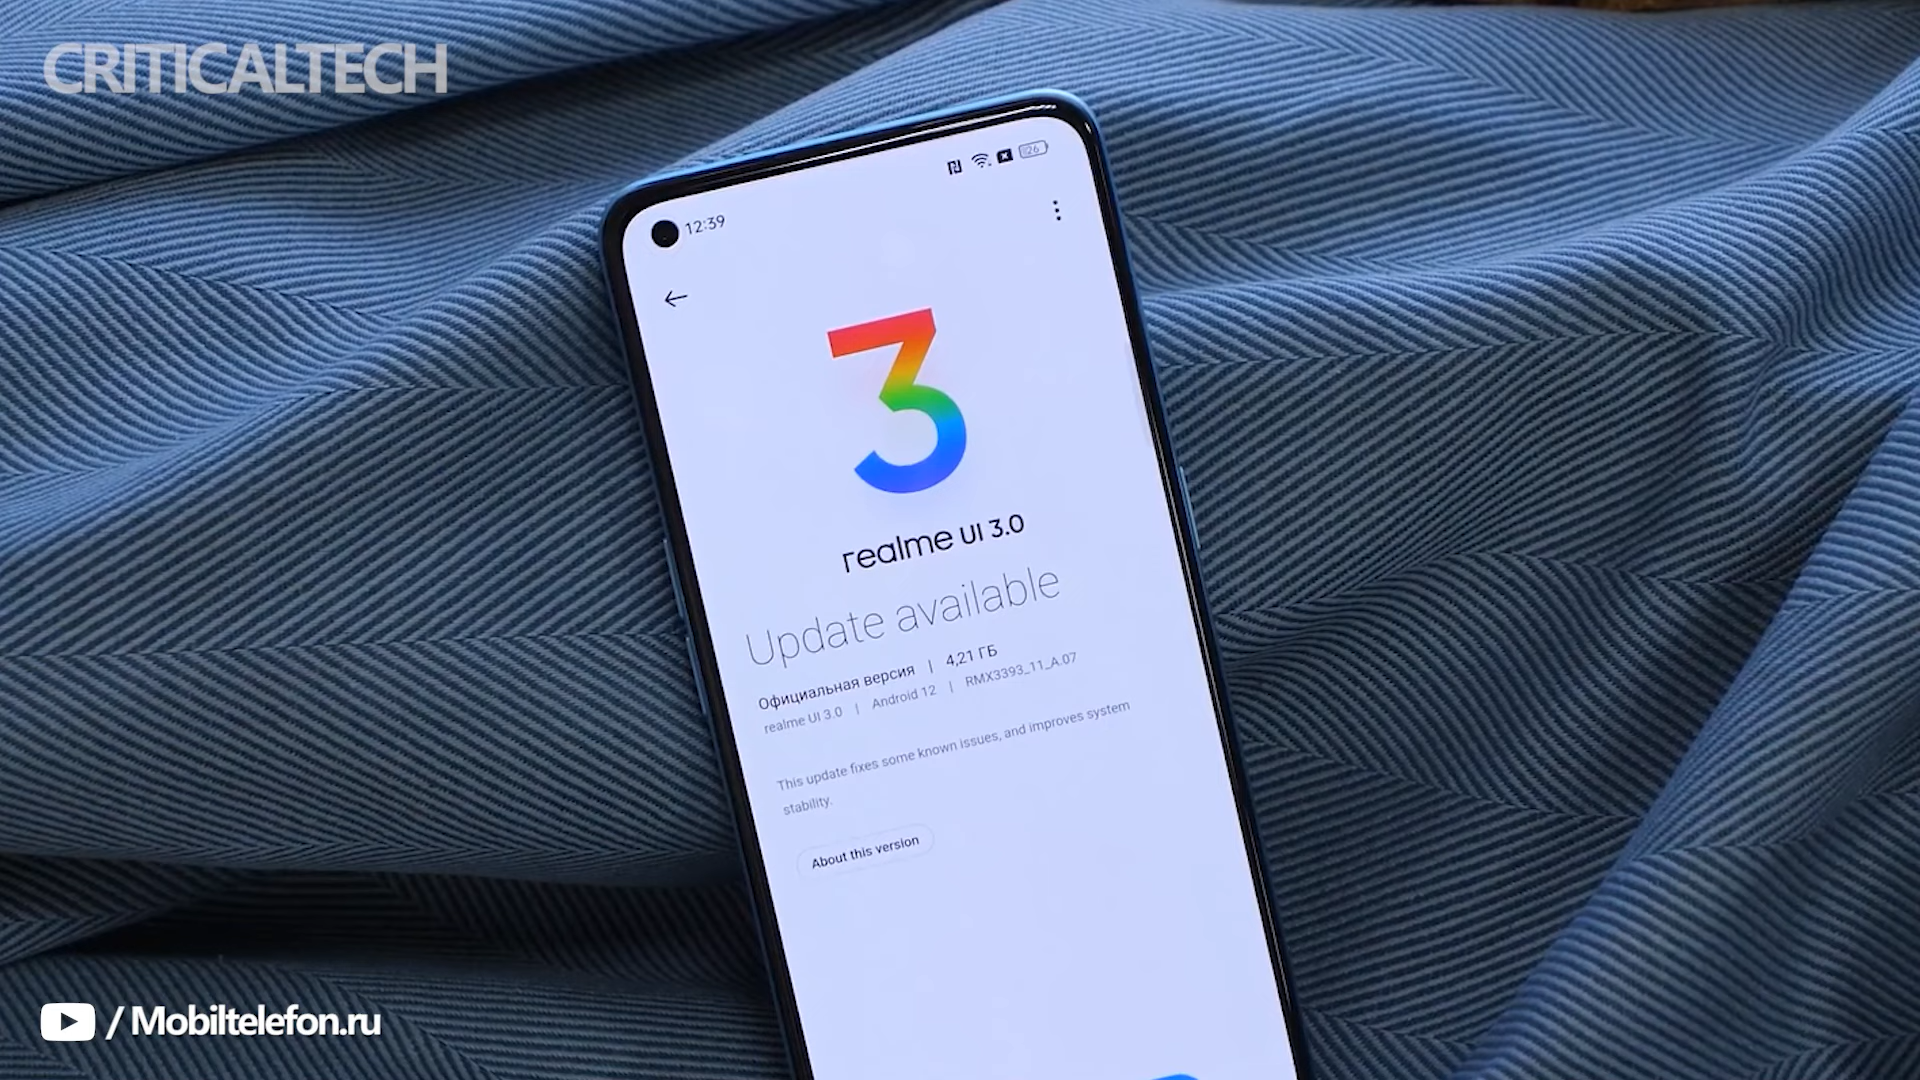 CRITICALTECH
12:39
26
3
realme UI 3.0
Update available
Официальная версия | 4,21 ГБ
realme UI 3.0 | Android 12 | RMX3393_11_A.07
This update fixes some known issues, and improves system
stability.
About this version
/ Mobiltelefon.ru